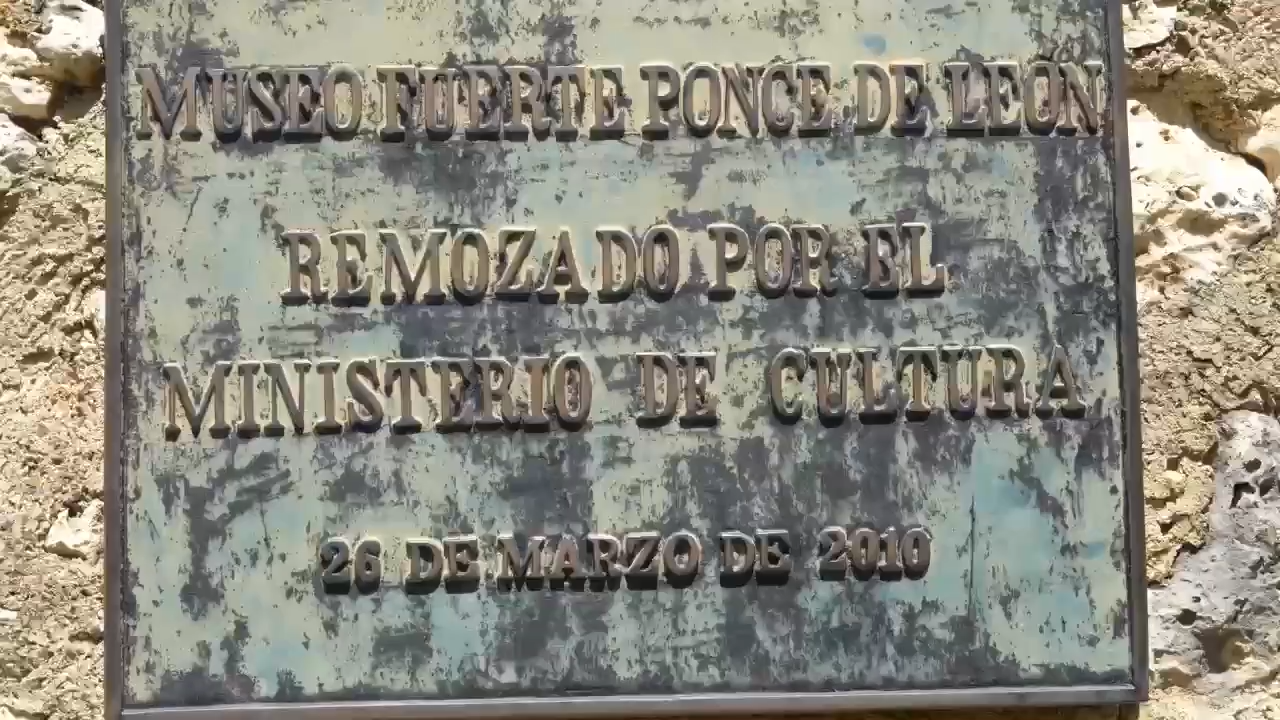 MUSEO FUERTE PONCE DE LEON
REMOZADO POR EL
MINISTERIO DE CULTURA
26 DE MARZO DE 2010